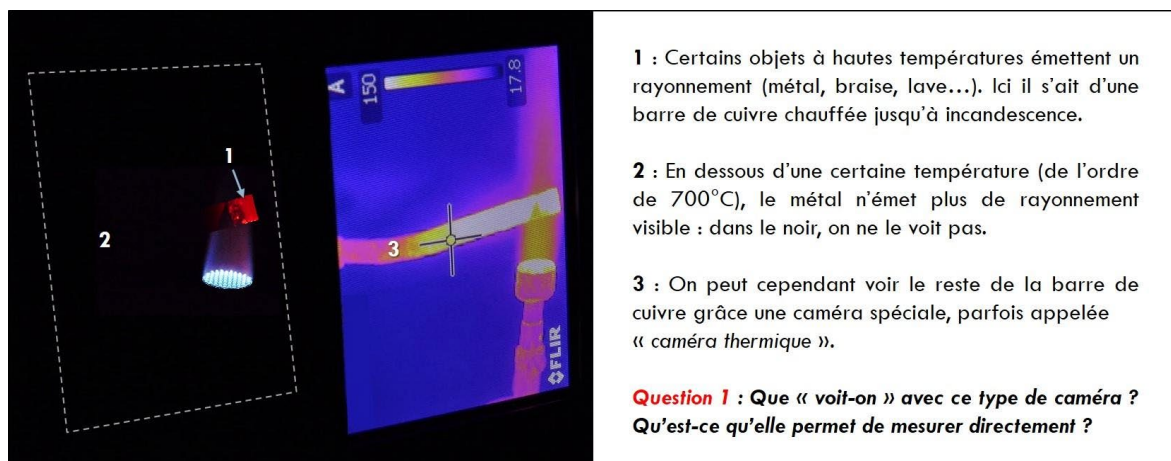 1
2
3
A
150
17.8
FLIR
1 : Certains objets à hautes températures émettent un
rayonnement (métal, braise, lave…). Ici il s’ait d’une
barre de cuivre chauffée jusqu’à incandescence.
2 : En dessous d’une certaine température (de l’ordre
de 700°C), le métal n’émet plus de rayonnement
visible : dans le noir, on ne le voit pas.
3 : On peut cependant voir le reste de la barre de
cuivre grâce une caméra spéciale, parfois appelée
« caméra thermique ».
Question 1 : Que « voit-on » avec ce type de caméra ?
Qu’est-ce qu’elle permet de mesurer directement ?